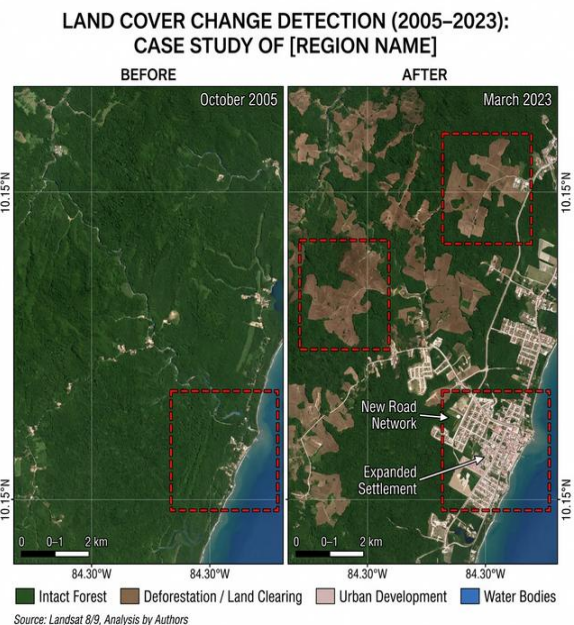 LAND COVER CHANGE DETECTION (2005–2023):
CASE STUDY OF [REGION NAME]
BEFORE
AFTER
October 2005
March 2023
10.15°N
10.15°N
10.15°N
10.15°N
New Road
Network
Expanded
Settlement
0 0–1 2 km
0 0–1 2 km
84.30W 84.30°W
84.30°W 84.30°W
Intact Forest
Deforestation / Land Clearing
Urban Development
Water Bodies
Source: Landsat 8/9, Analysis by Authors